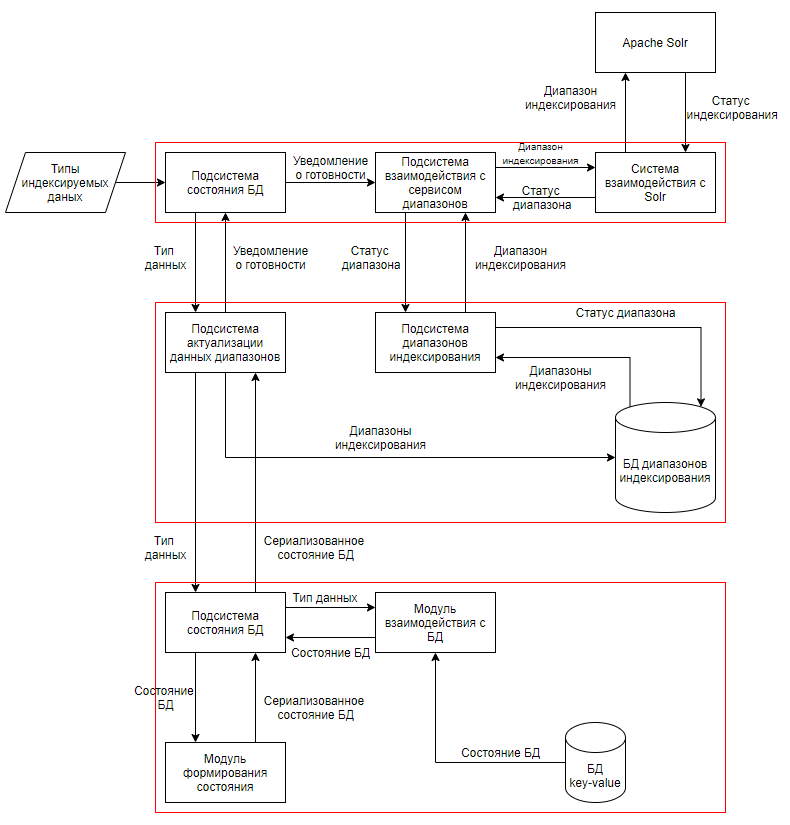 Apache Solr
Диапазон
индексирования
Статус
индексирования
Типы
индексируемых
даных
Подсистема
состояния БД
Уведомление
о готовности
Подсистема
взаимодействия с
сервисом
диапазонов
Диапазон
индексирования
Статус
диапазона
Система
взаимодействия с
Solr
Тип
данных
Уведомление
о готовности
Статус
диапазона
Диапазон
индексирования
Подсистема
актуализации
данных диапазонов
Подсистема
диапазонов
индексирования
Статус диапазона
Диапазоны
индексирования
Диапазоны
индексирования
БД диапазонов
индексирования
Тип
данных
Сериализованное
состояние БД
Подсистема
состояния БД
Тип данных
Состояние БД
Модуль
взаимодействия с
БД
Состояние
БД
Сериализованное
состояние БД
Модуль
формирования
состояния
Состояние БД
БД
key-value